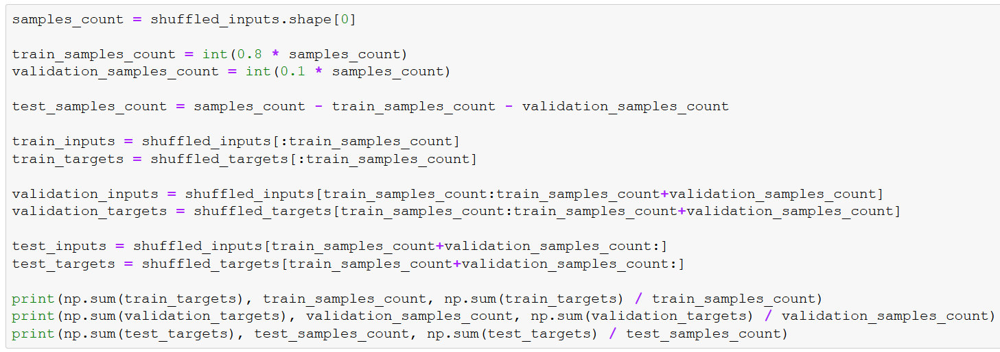 samples_count = shuffled_inputs.shape[0]
train_samples_count = int(0.8 * samples_count)
validation_samples_count = int(0.1 * samples_count)
test_samples_count = samples_count - train_samples_count - validation_samples_count
train_inputs = shuffled_inputs[:train_samples_count]
train_targets = shuffled_targets[:train_samples_count]
validation_inputs = shuffled_inputs[train_samples_count:train_samples_count+validation_samples_count]
validation_targets = shuffled_targets[train_samples_count:train_samples_count+validation_samples_count]
test_inputs = shuffled_inputs[train_samples_count+validation_samples_count:]
test_targets = shuffled_targets[train_samples_count+validation_samples_count:]
print(np.sum(train_targets), train_samples_count, np.sum(train_targets) / train_samples_count)
print(np.sum(validation_targets), validation_samples_count, np.sum(validation_targets) / validation_samples_count)
print(np.sum(test_targets), test_samples_count, np.sum(test_targets) / test_samples_count)